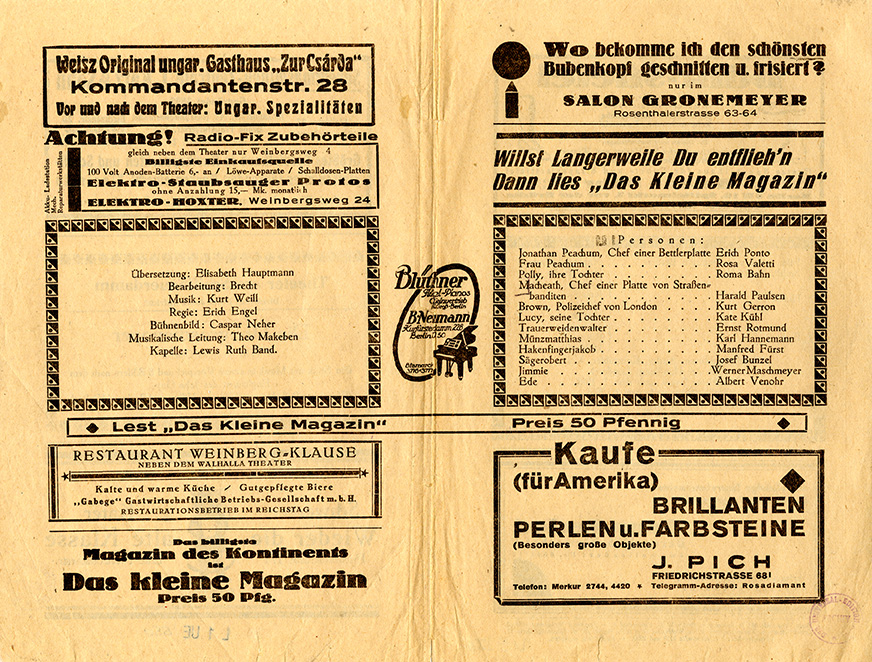 Weisz Original ungar. Gasthaus „Zur Csárda"
Kommandantenstr. 28
Vor und nach dem Theater: Ungar. Spezialitäten
Achtung! Radio-Fix Zubehörteile
gleich neben dem Theater nur Weinbergsweg 4
Billigste Einkaufsquelle
100 Volt Anoden-Batterie 6,- an / Löwe-Apparate / Schalldosen-Platten
Elektro-Staubsauger Protos
ohne Anzahlung 15,— Mk. monatlich
ELEKTRO-HOXTER, Weinbergsweg 24
Akku- Ladestation
Mech.
Reparaturwerkstätten
Übersetzung: Elisabeth Hauptmann
Bearbeitung: Brecht
Musik: Kurt Weill
Regie: Erich Engel
Bühnenbild: Caspar Neher
Musikalische Leitung: Theo Makeben
Kapelle: Lewis Ruth Band.
Blüthner
Pianos
B. Neumann
Kurfürstendamm 228
Berlin
Bismarck
Wo bekomme ich den schönsten
Bubenkopf geschnitten u. frisiert?
nur im
SALON GRONEMEYER
Rosenthalerstrasse 63-64
Willst Langerweile Du entflieh'n
Dann lies „Das Kleine Magazin"
Personen:
Jonathan Peachum, Chef einer Bettlerplatte Erich Ponto
Frau Peachum . . . . . . . . . . Rosa Valetti
Polly, ihre Tochter . . . . . . . . . Roma Bahn
Macheath, Chef einer Platte von Straßen-
banditen . . . . . . . . . . . Harald Paulsen
Brown, Polizeichef von London . . . . . . Kurt Gerron
Lucy, seine Tochter . . . . . . . . . Kate Kühl
Trauerweidenwalter . . . . . . . . . Ernst Rotmund
Münzmatthias . . . . . . . . . . Karl Hannemann
Hakenfingerjakob . . . . . . . . . Manfred Fürst
Sägerobert . . . . . . . . . . . Josef Bunzel
Jimmie . . . . . . . . . . . . Werner Maschmeyer
Ede . . . . . . . . . . . . . Albert Venohr
Lest „Das Kleine Magazin" Preis 50 Pfennig
RESTAURANT WEINBERG-KLAUSE
NEBEN DEM WALHALLA THEATER
Kalte und warme Küche / Gutgepflegte Biere
„Gabege" Gastwirtschaftliche Betriebs-Gesellschaft m. b. H.
RESTAURATIONSBETRIEB IM REICHSTAG
Das billigste
Magazin des Kontinents
ist
Das kleine Magazin
Preis 50 Pfg.
Kaufe
(für Amerika)
BRILLANTEN
PERLEN u. FARBSTEINE
(Besonders große Objekte)
J. PICH
FRIEDRICHSTRASSE 681
Telefon: Merkur 2744, 4420 * Telegramm-Adresse: Rosadiamant